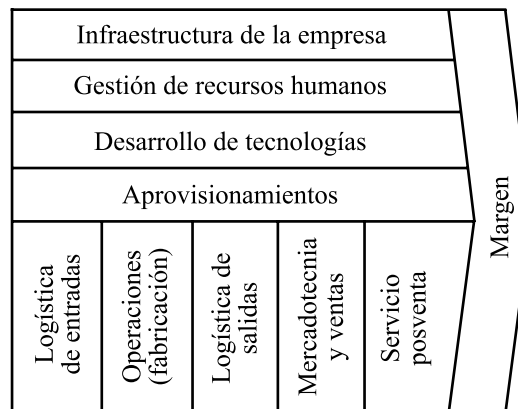 Infraestructura de la empresa
Gestión de recursos humanos
Desarrollo de tecnologías
Aprovisionamientos
Logística
de entradas
Operaciones
(fabricación)
Logística de
salidas
Mercadotecnia
y ventas
Servicio
posventa
Margen